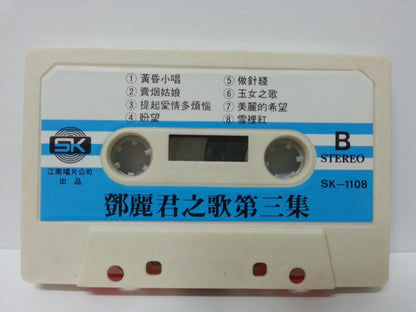 ① 黃昏小唱
② 賣烟姑娘
③ 提起愛情多煩惱
④ 盼望
⑤ 做針綫
⑥ 玉女之歌
⑦ 美麗的希望
⑧ 雪裡紅
SK
江南唱片公司
出品
B
STEREO
SK-1108
鄧麗君之歌第三集